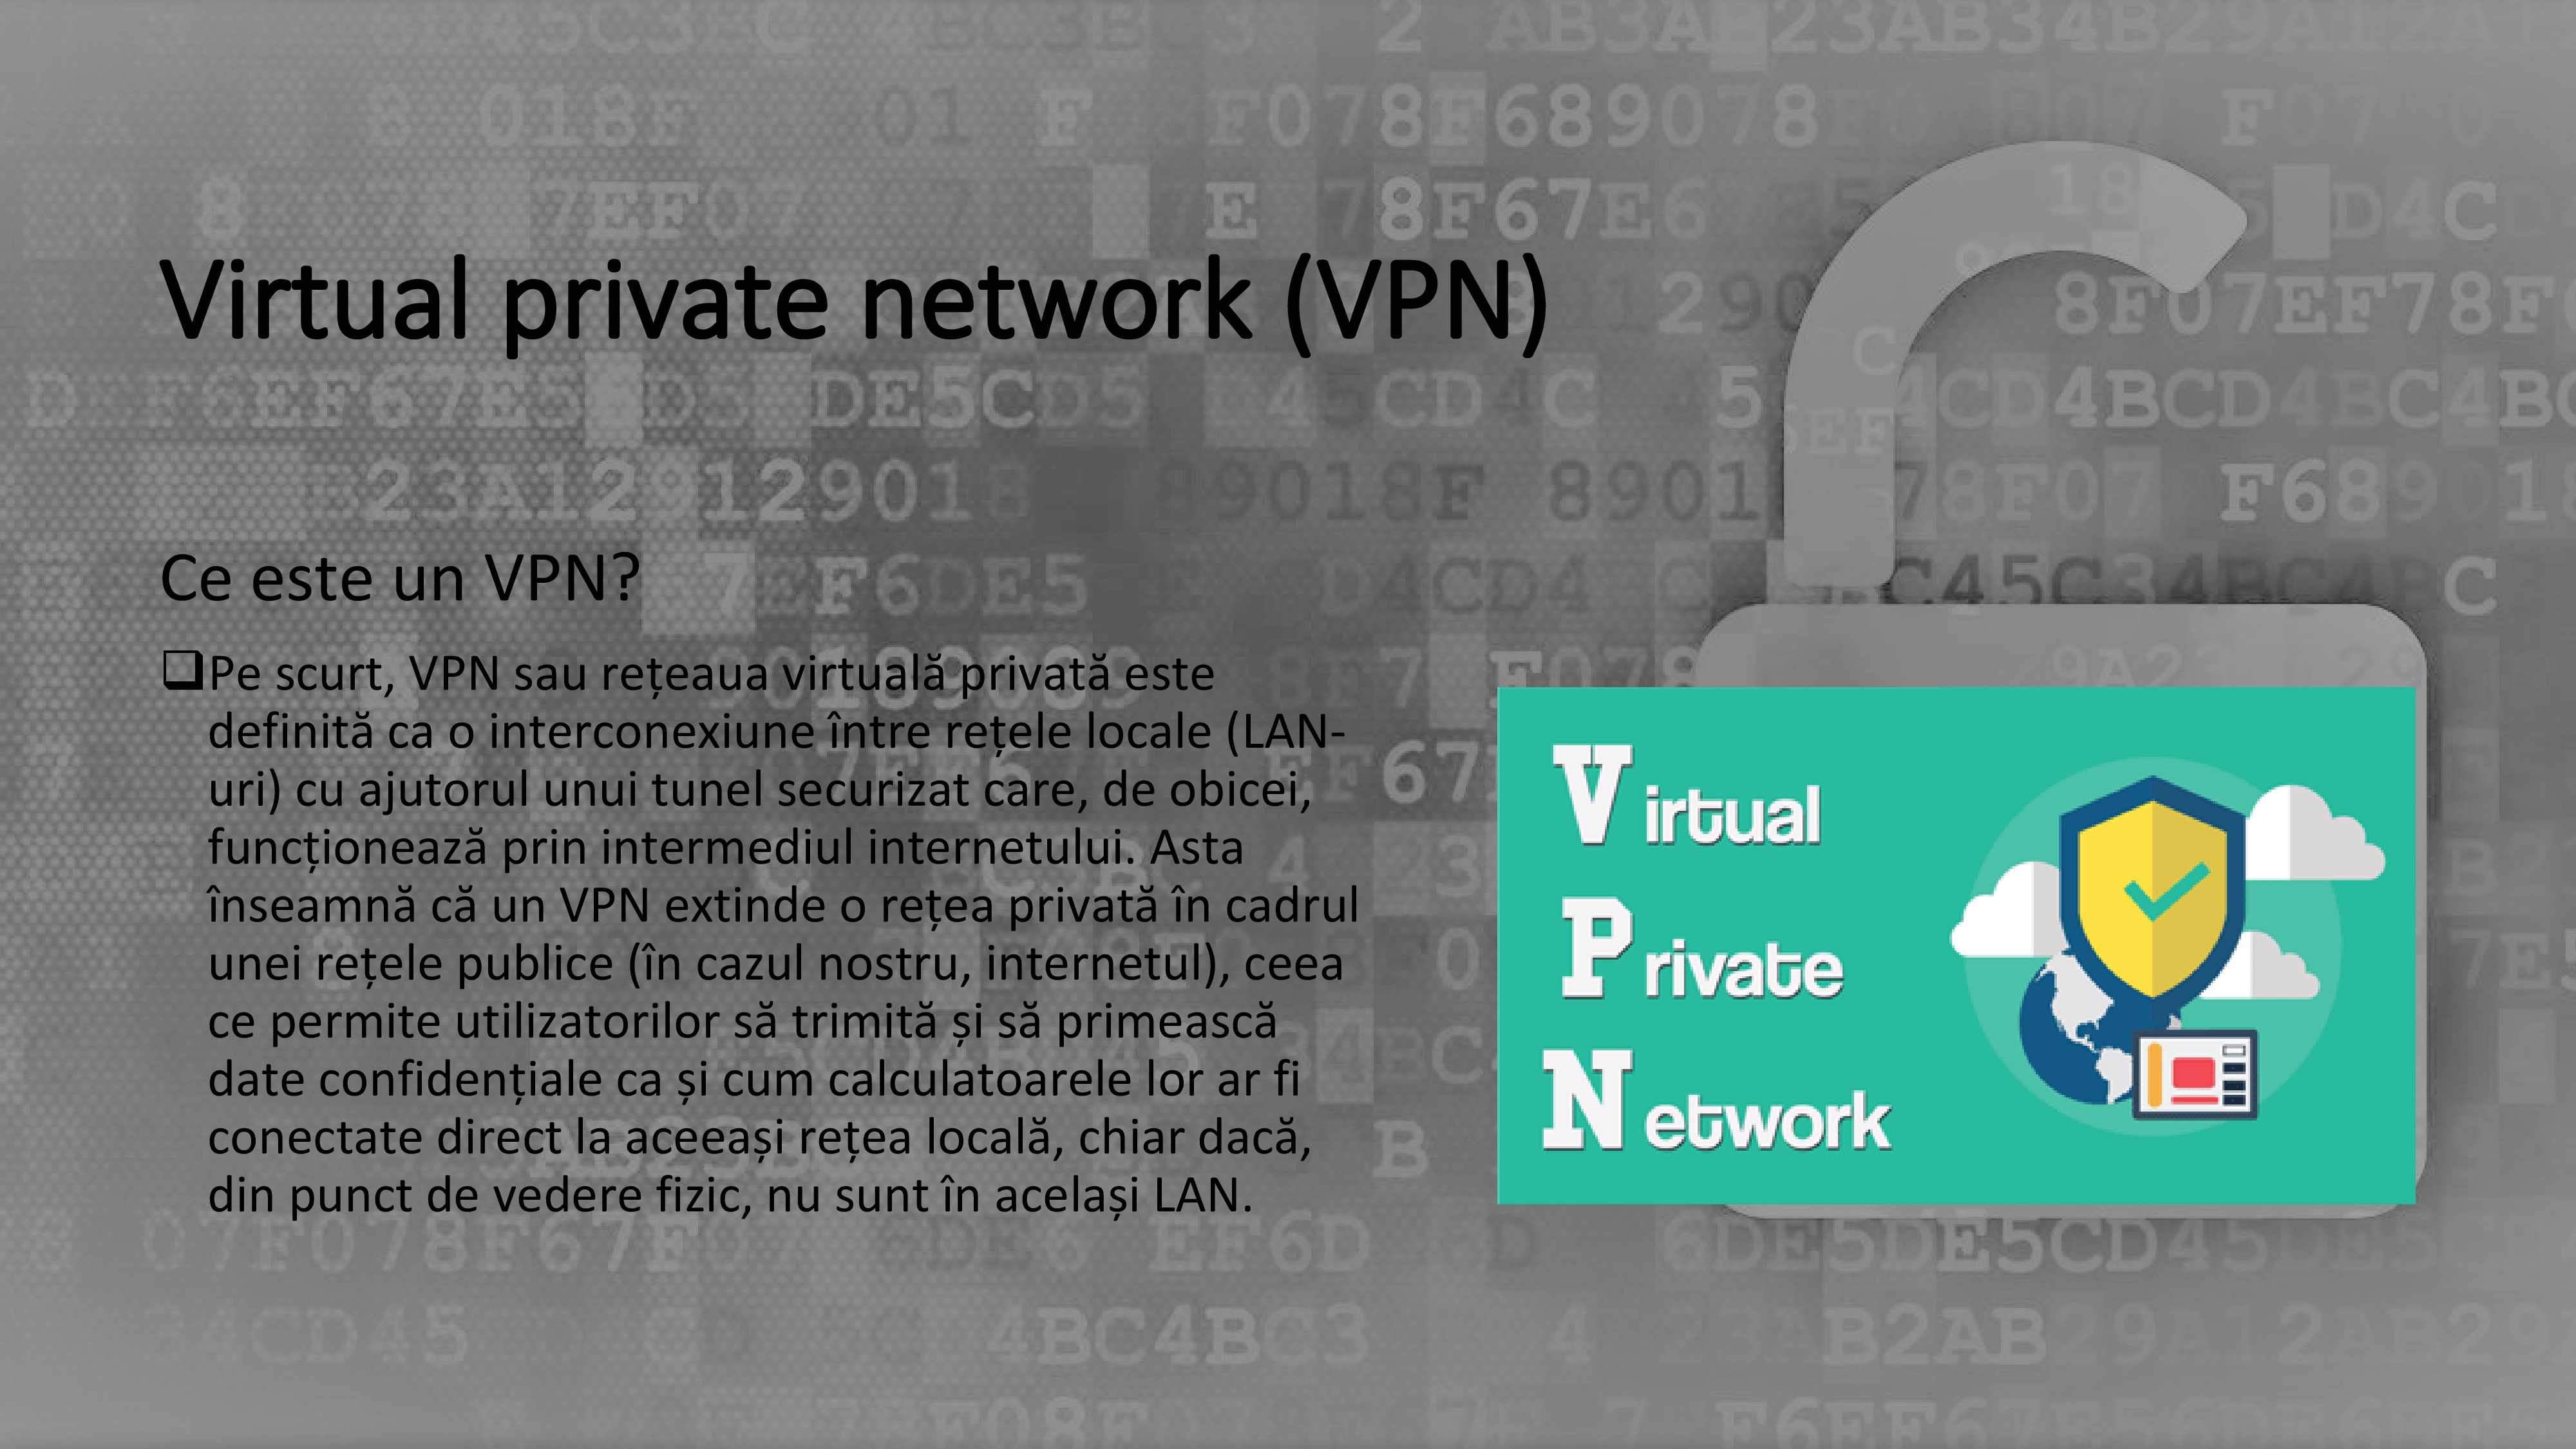 Virtual private network (VPN)
Ce este un VPN?
Pe scurt, VPN sau rețeaua virtuală privată este
definită ca o interconexiune între rețele locale (LAN-
uri) cu ajutorul unui tunel securizat care, de obicei,
funcționează prin intermediul internetului. Asta
înseamnă că un VPN extinde o rețea privată în cadrul
unei rețele publice (în cazul nostru, internetul), ceea
ce permite utilizatorilor să trimită și să primească
date confidențiale ca și cum calculatoarele lor ar fi
conectate direct la aceeași rețea locală, chiar dacă,
din punct de vedere fizic, nu sunt în același LAN.
Virtual
Private
Network